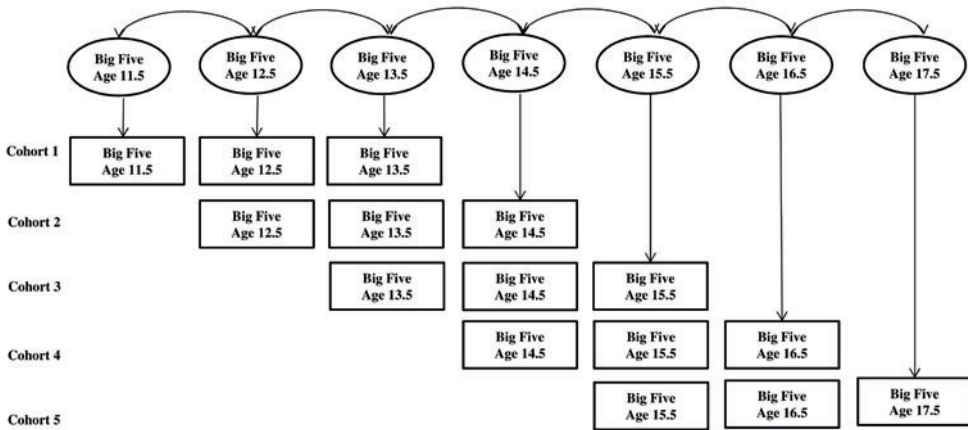 Big Five
Age 11.5
Big Five
Age 12.5
Big Five
Age 13.5
Big Five
Age 14.5
Big Five
Age 15.5
Big Five
Age 16.5
Big Five
Age 17.5
Cohort 1
Big Five
Age 11.5
Big Five
Age 12.5
Big Five
Age 13.5
Cohort 2
Big Five
Age 12.5
Big Five
Age 13.5
Big Five
Age 14.5
Cohort 3
Big Five
Age 13.5
Big Five
Age 14.5
Big Five
Age 15.5
Cohort 4
Big Five
Age 14.5
Big Five
Age 15.5
Big Five
Age 16.5
Cohort 5
Big Five
Age 15.5
Big Five
Age 16.5
Big Five
Age 17.5